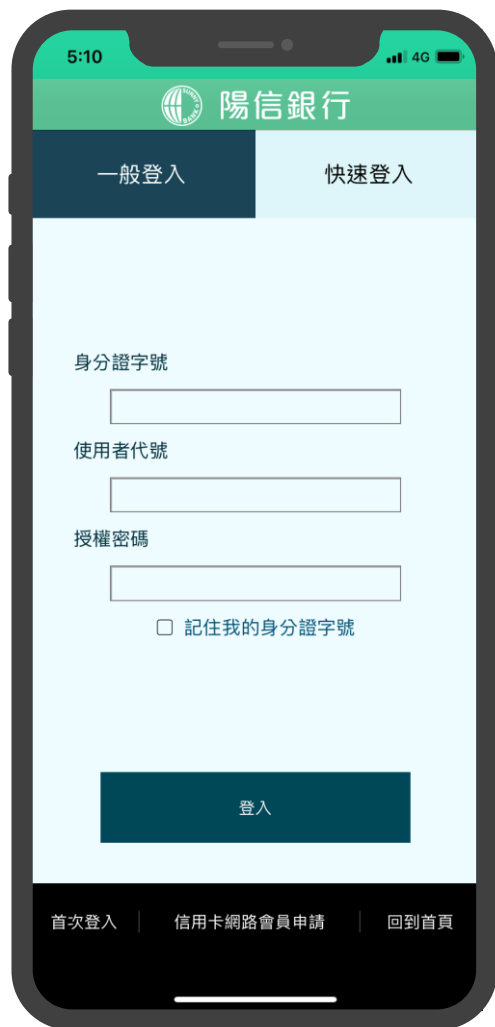 5:10
4G
SUNNY BANK
陽信銀行
一般登入
快速登入
身分證字號
使用者代號
授權密碼
記住我的身分證字號
登入
首次登入
信用卡網路會員申請
回到首頁